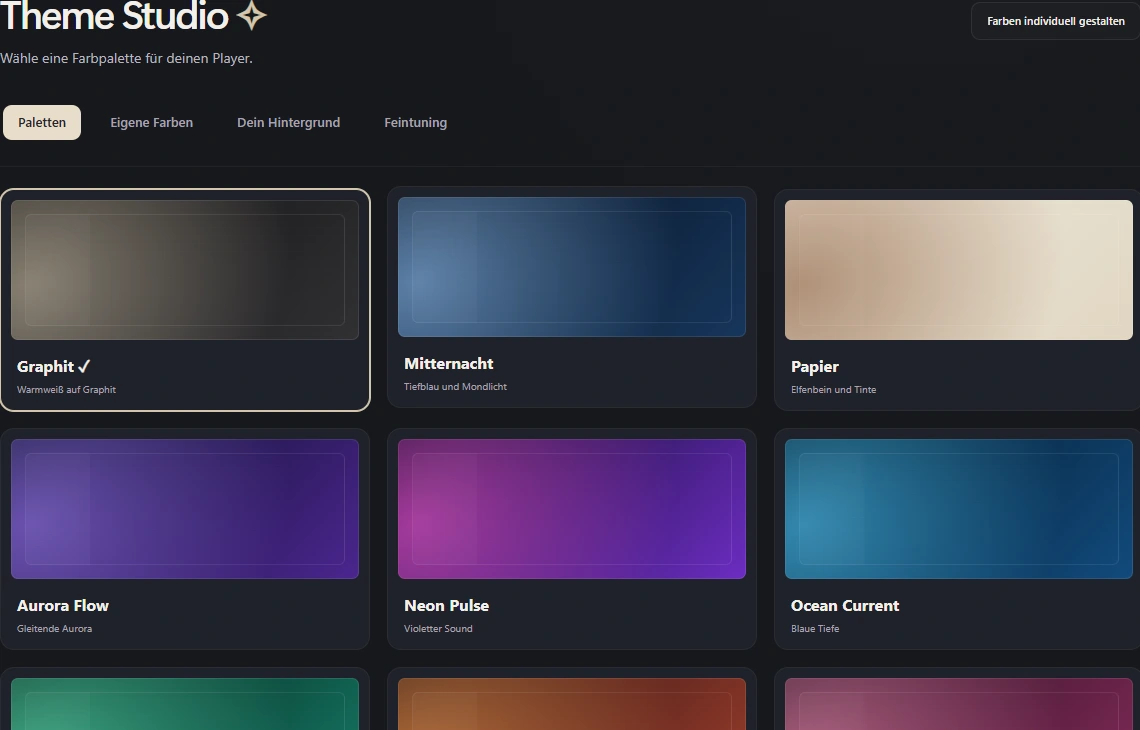 Theme Studio ✧
Farben individuell gestalten
Wähle eine Farbpalette für deinen Player.
Paletten
Eigene Farben
Dein Hintergrund
Feintuning
Graphit ✓
Warmweiß auf Graphit
Mitternacht
Tiefblau und Mondlicht
Papier
Elfenbein und Tinte
Aurora Flow
Gleitende Aurora
Neon Pulse
Violetter Sound
Ocean Current
Blaue Tiefe